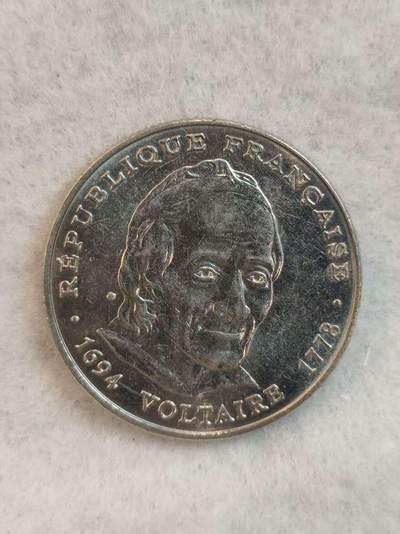 · RÉPUBLIQUE FRANÇAISE ·
1694 VOLTAIRE 1778